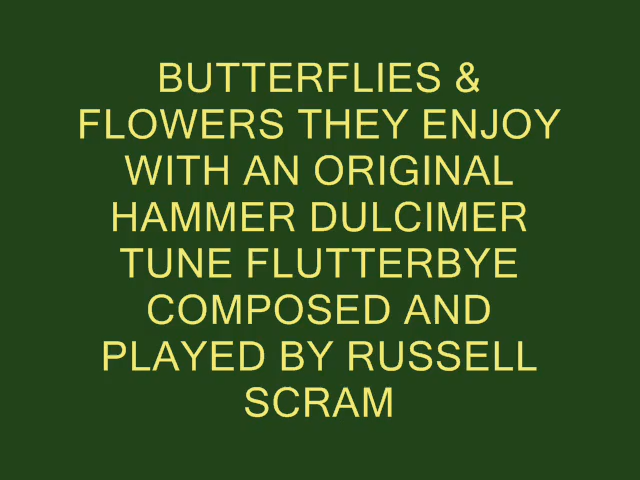 BUTTERFLIES &
FLOWERS THEY ENJOY
WITH AN ORIGINAL
HAMMER DULCIMER
TUNE FLUTTERBYE
COMPOSED AND
PLAYED BY RUSSELL
SCRAM